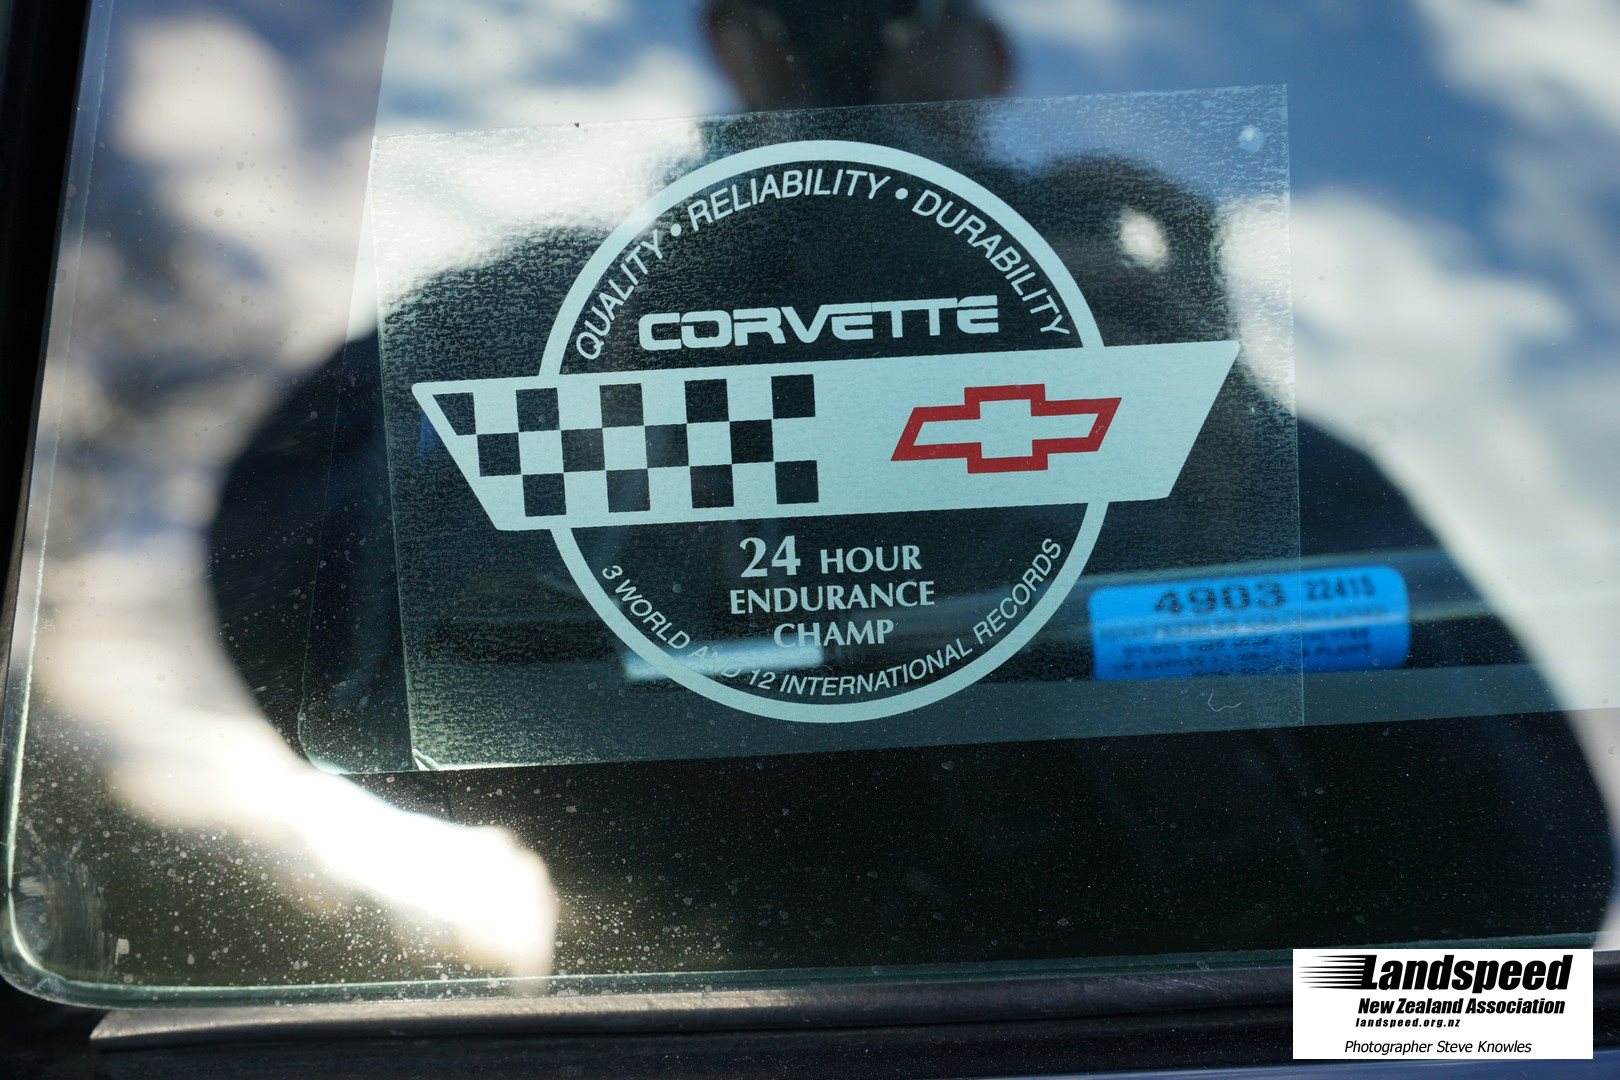 QUALITY • RELIABILITY • DURABILITY
CORVETTE
24 HOUR
ENDURANCE
CHAMP
3 WORLD AND 12 INTERNATIONAL RECORDS
4903 22415
Landspeed
New Zealand Association
landspeed.org.nz
Photographer Steve Knowles